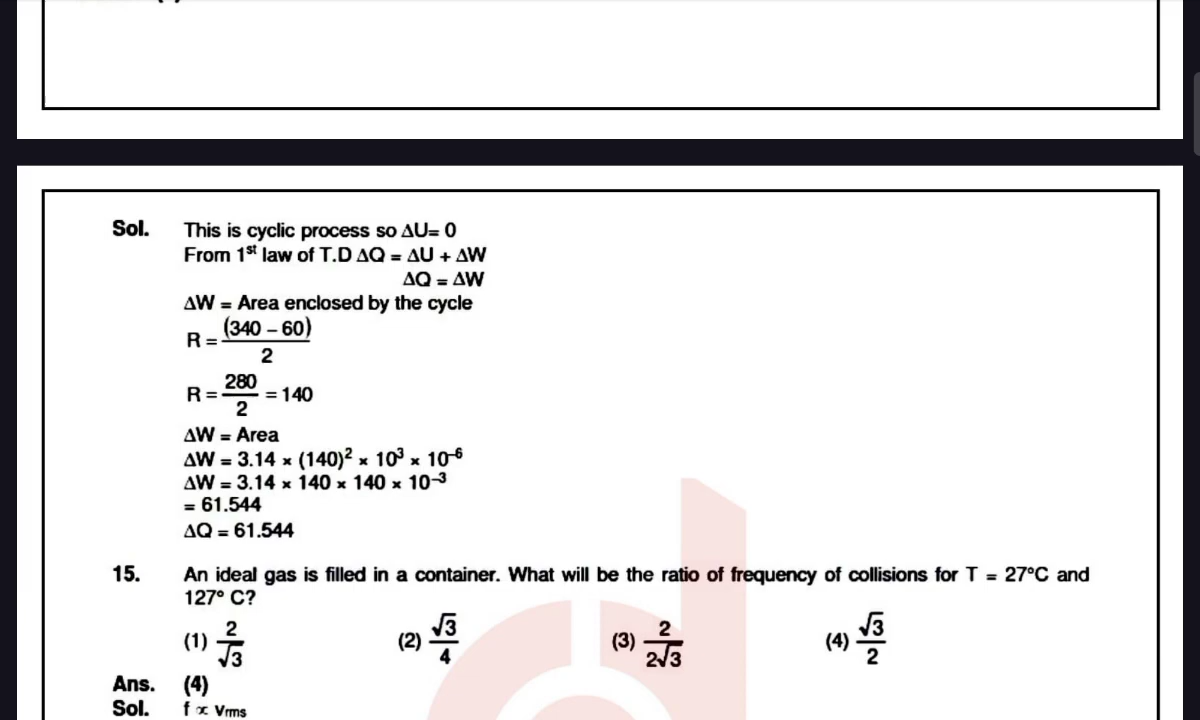 Sol. This is cyclic process so ΔU= 0
From 1st law of T.D ΔQ = ΔU + ΔW
ΔQ = ΔW
ΔW = Area enclosed by the cycle
R = (340 – 60)/2
R = 280/2 = 140
ΔW = Area
ΔW = 3.14 × (140)² × 10³ × 10⁻⁶
ΔW = 3.14 × 140 × 140 × 10⁻³
= 61.544
ΔQ = 61.544
15. An ideal gas is filled in a container. What will be the ratio of frequency of collisions for T = 27°C and
127° C?
(1) 2/√3 (2) √3/4 (3) 2/2√3 (4) √3/2
Ans. (4)
Sol. f ∝ Vrms